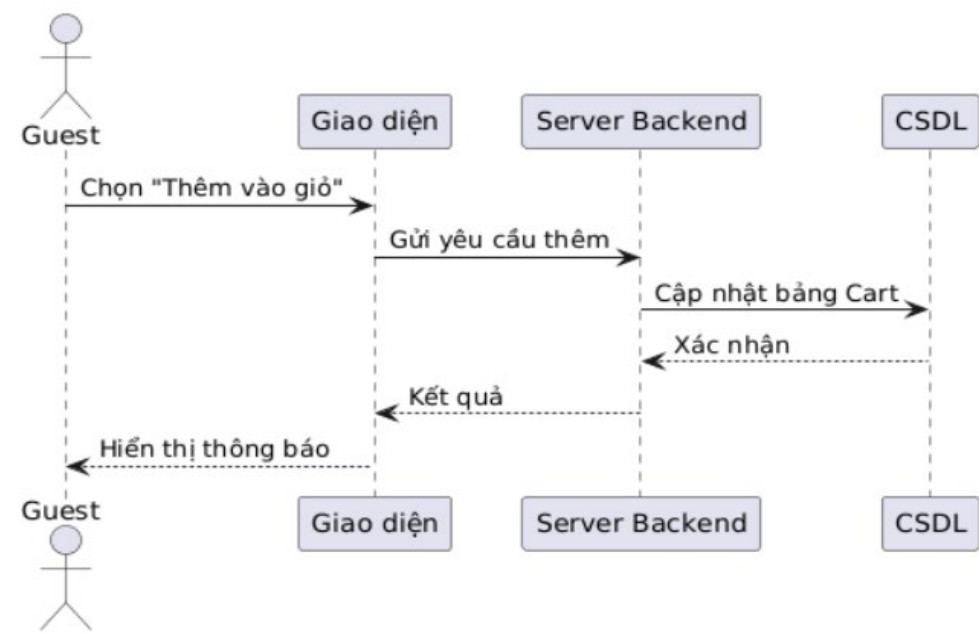 Guest
Giao diện
Server Backend
CSDL
Chọn "Thêm vào giỏ"
Gửi yêu cầu thêm
Cập nhật bảng Cart
Xác nhận
Kết quả
Hiển thị thông báo
Guest
Giao diện
Server Backend
CSDL